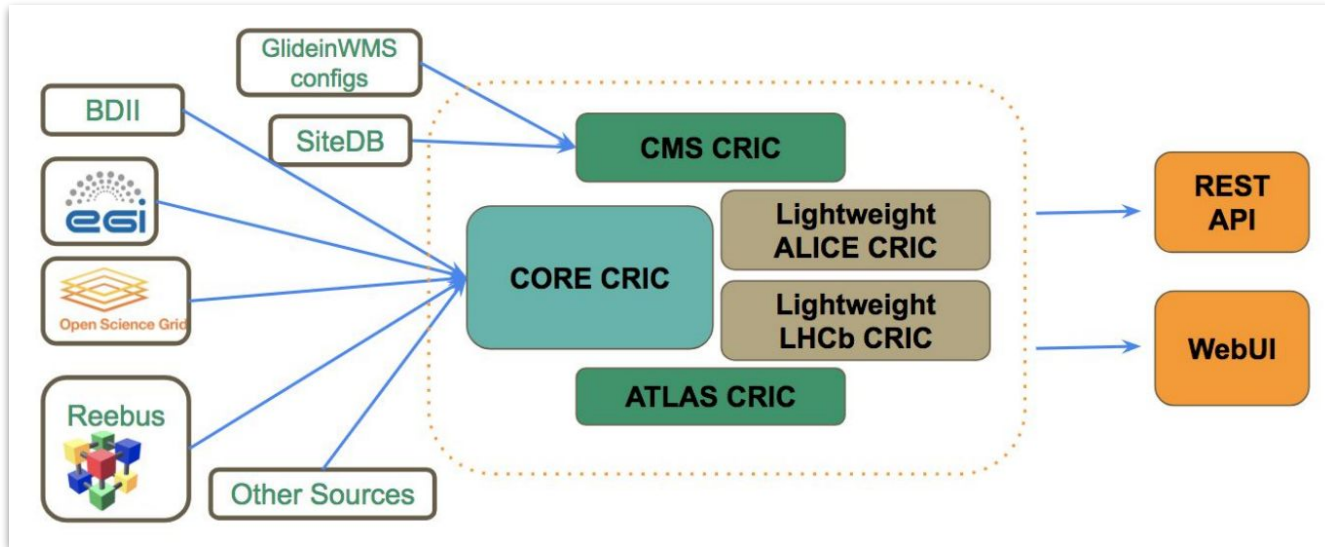 GlideinWMS
configs
BDII
SiteDB
egi
Open Science Grid
Reebus
Other Sources
CMS CRIC
CORE CRIC
Lightweight
ALICE CRIC
Lightweight
LHCb CRIC
ATLAS CRIC
REST
API
WebUI